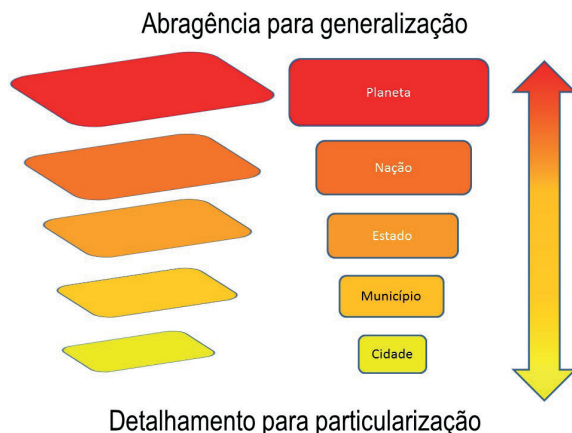 Abragência para generalização
Planeta
Nação
Estado
Município
Cidade
Detalhamento para particularização